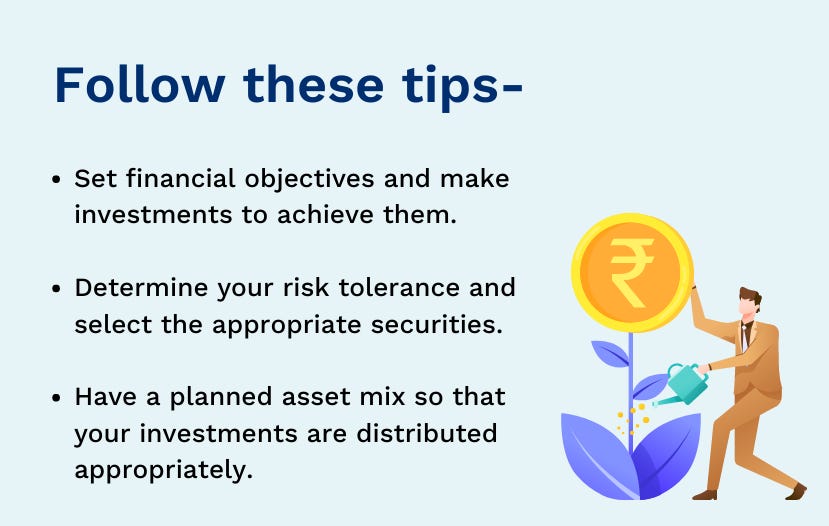 Follow these tips-
• Set financial objectives and make
investments to achieve them.
• Determine your risk tolerance and
select the appropriate securities.
• Have a planned asset mix so that
your investments are distributed
appropriately.
₹